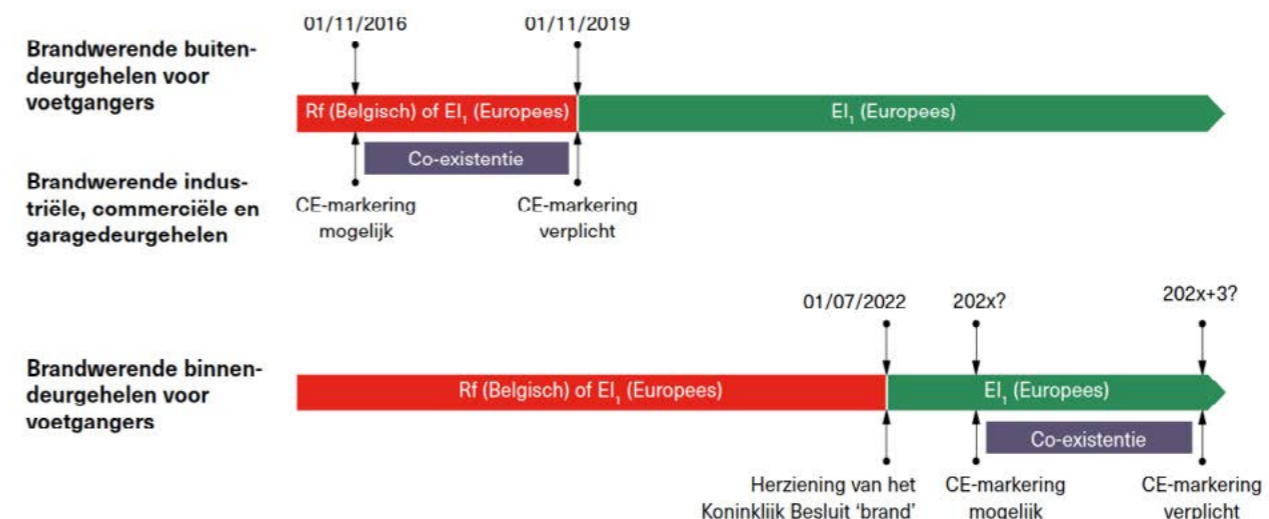 01/11/2016
01/11/2019
Brandwerende buiten-
deurgehelen voor
voetgangers
Rf (Belgisch) of EI₁ (Europees)
EI₁ (Europees)
Co-existentie
Brandwerende indus-
triële, commerciële en
garagedeurgehelen
CE-markering
mogelijk
CE-markering
verplicht
01/07/2022
202x?
202x+3?
Brandwerende binnen-
deurgehelen voor
voetgangers
Rf (Belgisch) of EI₁ (Europees)
EI₁ (Europees)
Co-existentie
Herziening van het
Koninklijk Besluit ‘brand’
CE-markering
mogelijk
CE-markering
verplicht